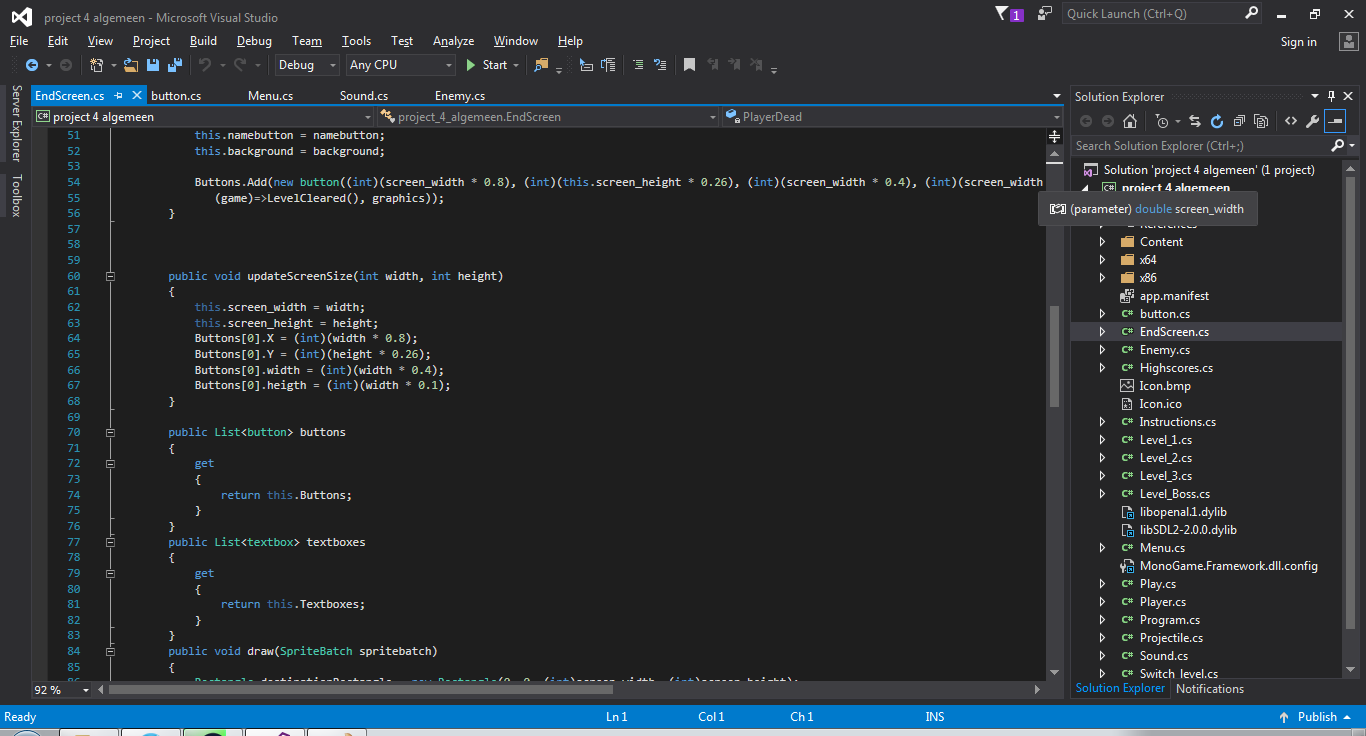 project 4 algemeen - Microsoft Visual Studio
1
Quick Launch (Ctrl+Q)
File Edit View Project Build Debug Team Tools Test Analyze Window Help
Sign in
Debug Any CPU Start
Server Explorer
Toolbox
EndScreen.cs button.cs Menu.cs Sound.cs Enemy.cs
C# project 4 algemeen project_4_algemeen.EndScreen PlayerDead
51 this.namebutton = namebutton;
52 this.background = background;
53
54 Buttons.Add(new button((int)(screen_width * 0.8), (int)(this.screen_height * 0.26), (int)(screen_width * 0.4), (int)(screen_width
55 (game)=>LevelCleared(), graphics));
56 }
57
58
59
60 public void updateScreenSize(int width, int height)
61 {
62 this.screen_width = width;
63 this.screen_height = height;
64 Buttons[0].X = (int)(width * 0.8);
65 Buttons[0].Y = (int)(height * 0.26);
66 Buttons[0].width = (int)(width * 0.4);
67 Buttons[0].heigth = (int)(width * 0.1);
68 }
69
70 public List<button> buttons
71 {
72 get
73 {
74 return this.Buttons;
75 }
76 }
77 public List<textbox> textboxes
78 {
79 get
80 {
81 return this.Textboxes;
82 }
83 }
84 public void draw(SpriteBatch spritebatch)
85 {
86 Rectangle destinationRectangle = new Rectangle(0, 0, (int)screen_width, (int)screen_height);
92 %
Solution Explorer
Search Solution Explorer (Ctrl+;)
Solution 'project 4 algemeen' (1 project)
C# project 4 algemeen
(parameter) double screen_width
References
Content
x64
x86
app.manifest
C# button.cs
C# EndScreen.cs
C# Enemy.cs
C# Highscores.cs
Icon.bmp
Icon.ico
C# Instructions.cs
C# Level_1.cs
C# Level_2.cs
C# Level_3.cs
C# Level_Boss.cs
libopenal.1.dylib
libSDL2-2.0.0.dylib
C# Menu.cs
MonoGame.Framework.dll.config
C# Play.cs
C# Player.cs
C# Program.cs
C# Projectile.cs
C# Sound.cs
C# Switch_level.cs
Solution Explorer Notifications
Ready Ln 1 Col 1 Ch 1 INS Publish